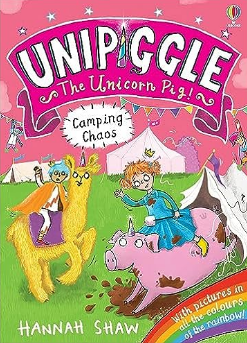 UNIPIGGLE
The Unicorn Pig!
Camping
Chaos
With pictures in
all the colours
of the rainbow!
HANNAH SHAW